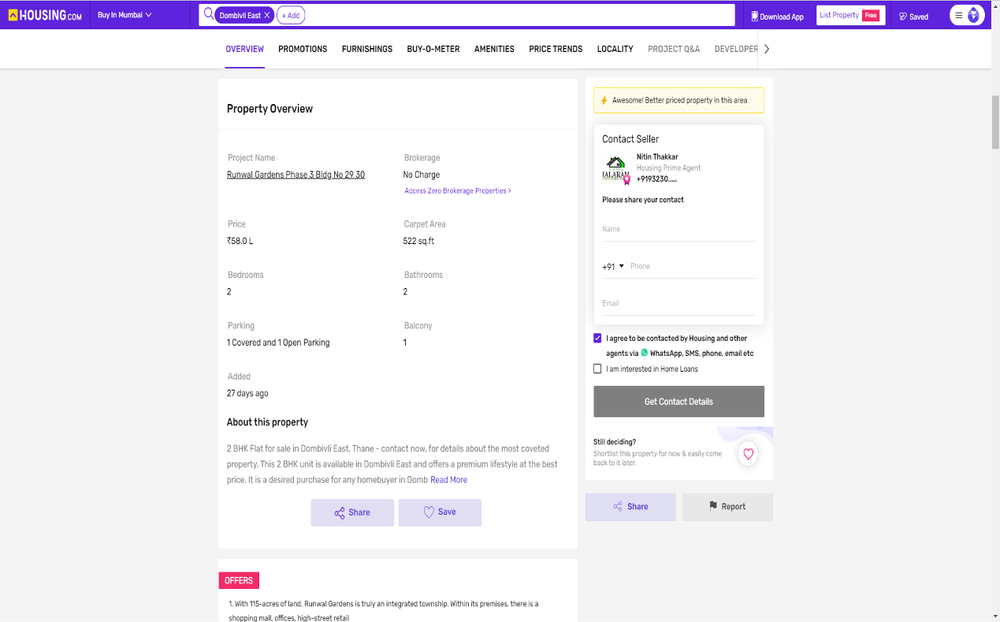 HOUSING.COM
Buy In Mumbai
Dombivli East X
+ Add
Download App
List Property Free
Saved
OVERVIEW PROMOTIONS FURNISHINGS BUY-O-METER AMENITIES PRICE TRENDS LOCALITY PROJECT Q&A DEVELOPER
Property Overview
Project Name
Runwal Gardens Phase 3 Bldg No 29 30
Brokerage
No Charge
Access Zero Brokerage Properties >
Price
₹58.0 L
Carpet Area
522 sq.ft
Bedrooms
2
Bathrooms
2
Parking
1 Covered and 1 Open Parking
Balcony
1
Added
27 days ago
About this property
2 BHK Flat for sale in Dombivli East, Thane - contact now, for details about the most coveted
property. This 2 BHK unit is available in Dombivli East and offers a premium lifestyle at the best
price. It is a desired purchase for any homebuyer in Domb Read More
Share
Save
OFFERS
1. With 115-acres of land, Runwal Gardens is truly an integrated township. Within its premises, there is a
shopping mall, offices, high-street retail
Awesome! Better priced property in this area
Contact Seller
JALARAM
Nitin Thakkar
Housing Prime Agent
+9193230.....
Please share your contact
Name
+91 Phone
Email
I agree to be contacted by Housing and other
agents via WhatsApp, SMS, phone, email etc
I am interested in Home Loans
Get Contact Details
Still deciding?
Shortlist this property for now & easily come
back to it later.
Share
Report